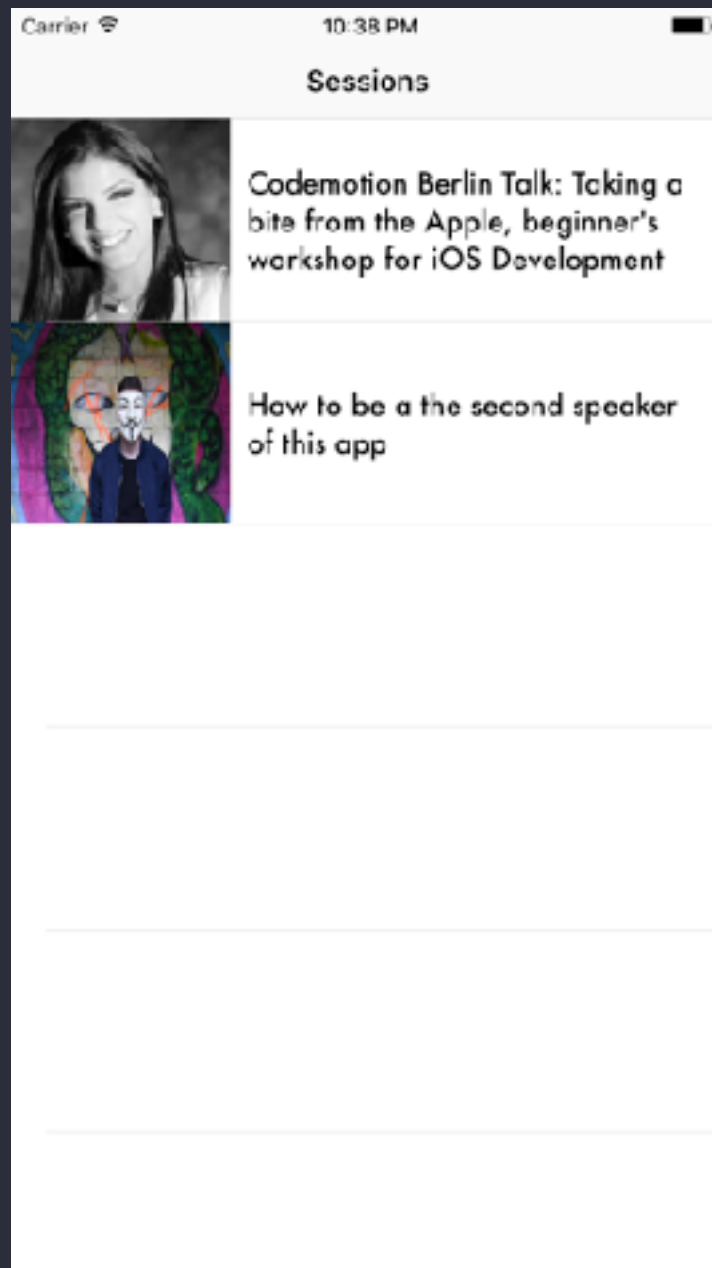 Carrier
10:38 PM
Sessions
Codemotion Berlin Talk: Taking a
bite from the Apple, beginner's
workshop for iOS Development
How to be a the second speaker
of this app